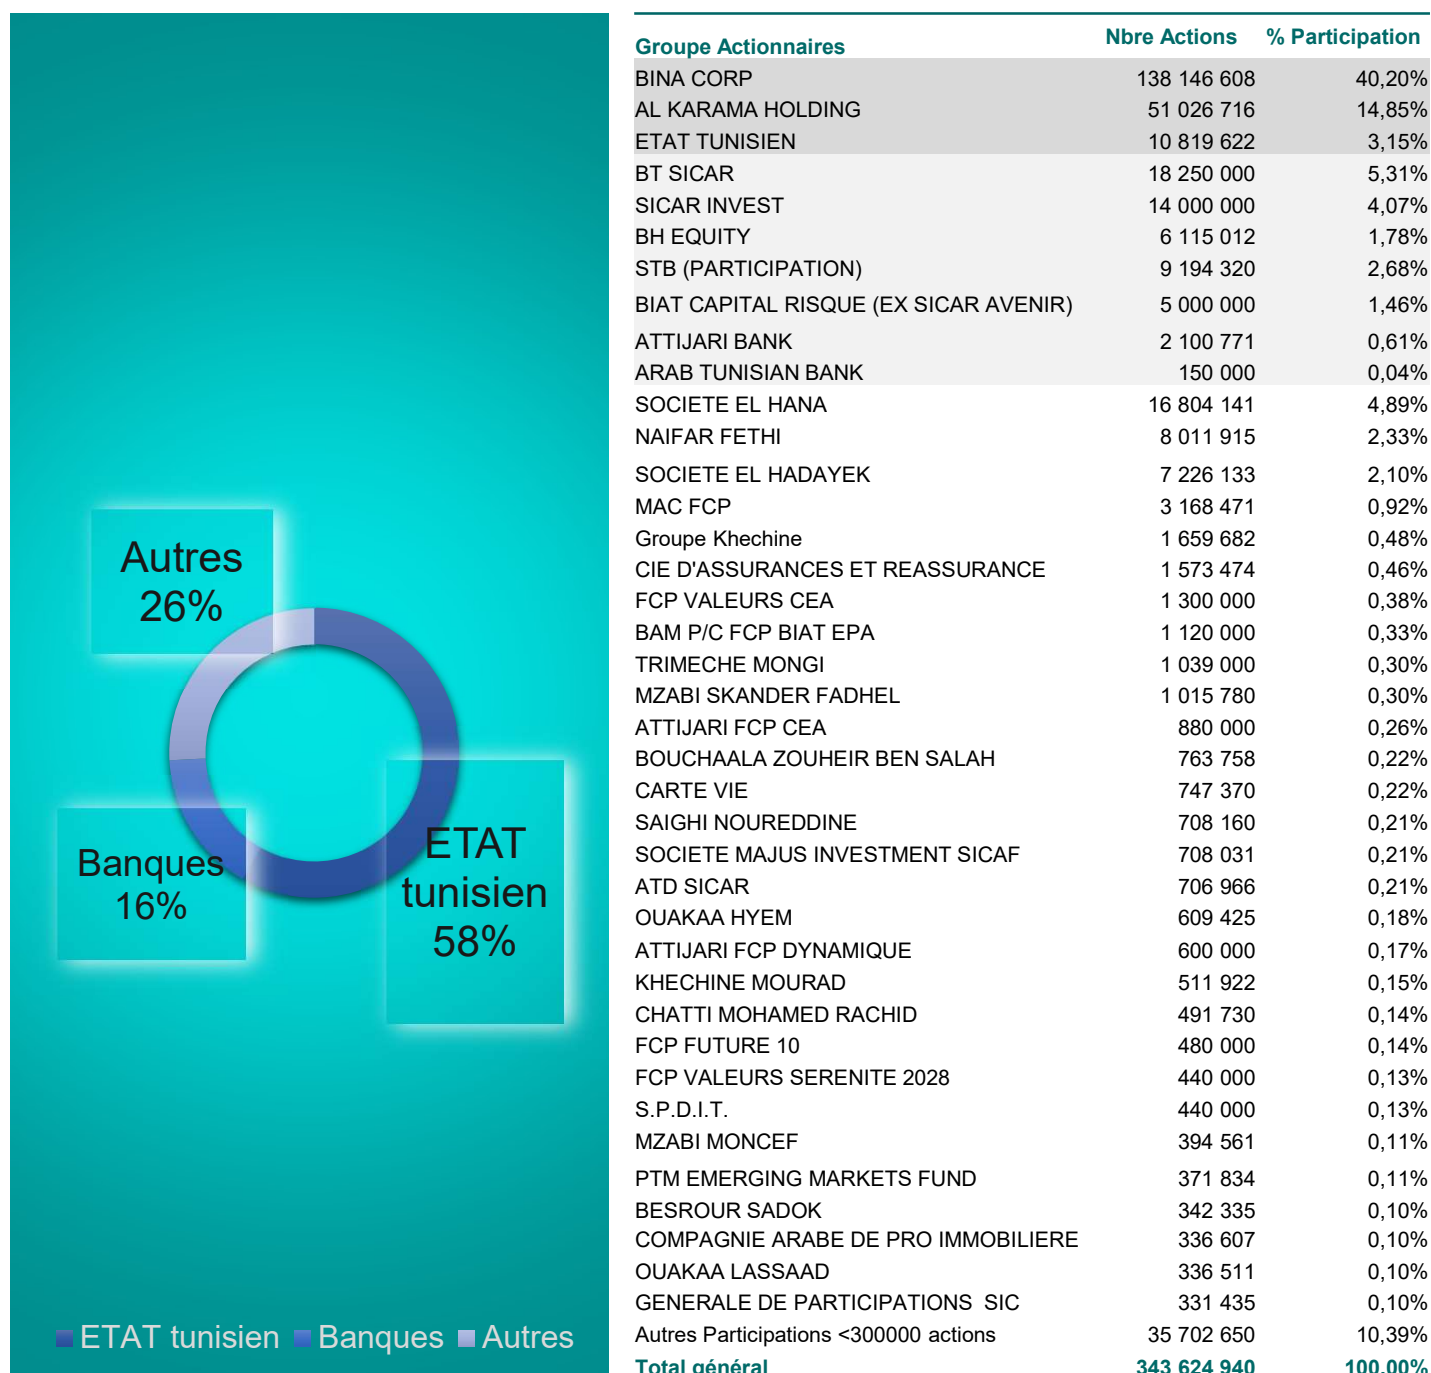 Autres
26%
Banques
16%
ETAT
tunisien
58%
ETAT tunisien Banques Autres
Groupe Actionnaires Nbre Actions % Participation
BINA CORP 138 146 608 40,20%
AL KARAMA HOLDING 51 026 716 14,85%
ETAT TUNISIEN 10 819 622 3,15%
BT SICAR 18 250 000 5,31%
SICAR INVEST 14 000 000 4,07%
BH EQUITY 6 115 012 1,78%
STB (PARTICIPATION) 9 194 320 2,68%
BIAT CAPITAL RISQUE (EX SICAR AVENIR) 5 000 000 1,46%
ATTIJARI BANK 2 100 771 0,61%
ARAB TUNISIAN BANK 150 000 0,04%
SOCIETE EL HANA 16 804 141 4,89%
NAIFAR FETHI 8 011 915 2,33%
SOCIETE EL HADAYEK 7 226 133 2,10%
MAC FCP 3 168 471 0,92%
Groupe Khechine 1 659 682 0,48%
CIE D'ASSURANCES ET REASSURANCE 1 573 474 0,46%
FCP VALEURS CEA 1 300 000 0,38%
BAM P/C FCP BIAT EPA 1 120 000 0,33%
TRIMECHE MONGI 1 039 000 0,30%
MZABI SKANDER FADHEL 1 015 780 0,30%
ATTIJARI FCP CEA 880 000 0,26%
BOUCHAALA ZOUHEIR BEN SALAH 763 758 0,22%
CARTE VIE 747 370 0,22%
SAIGHI NOUREDDINE 708 160 0,21%
SOCIETE MAJUS INVESTMENT SICAF 708 031 0,21%
ATD SICAR 706 966 0,21%
OUAKAA HYEM 609 425 0,18%
ATTIJARI FCP DYNAMIQUE 600 000 0,17%
KHECHINE MOURAD 511 922 0,15%
CHATTI MOHAMED RACHID 491 730 0,14%
FCP FUTURE 10 480 000 0,14%
FCP VALEURS SERENITE 2028 440 000 0,13%
S.P.D.I.T. 440 000 0,13%
MZABI MONCEF 394 561 0,11%
PTM EMERGING MARKETS FUND 371 834 0,11%
BESROUR SADOK 342 335 0,10%
COMPAGNIE ARABE DE PRO IMMOBILIERE 336 607 0,10%
OUAKAA LASSAAD 336 511 0,10%
GENERALE DE PARTICIPATIONS SIC 331 435 0,10%
Autres Participations <300000 actions 35 702 650 10,39%
Total général 343 624 940 100,00%